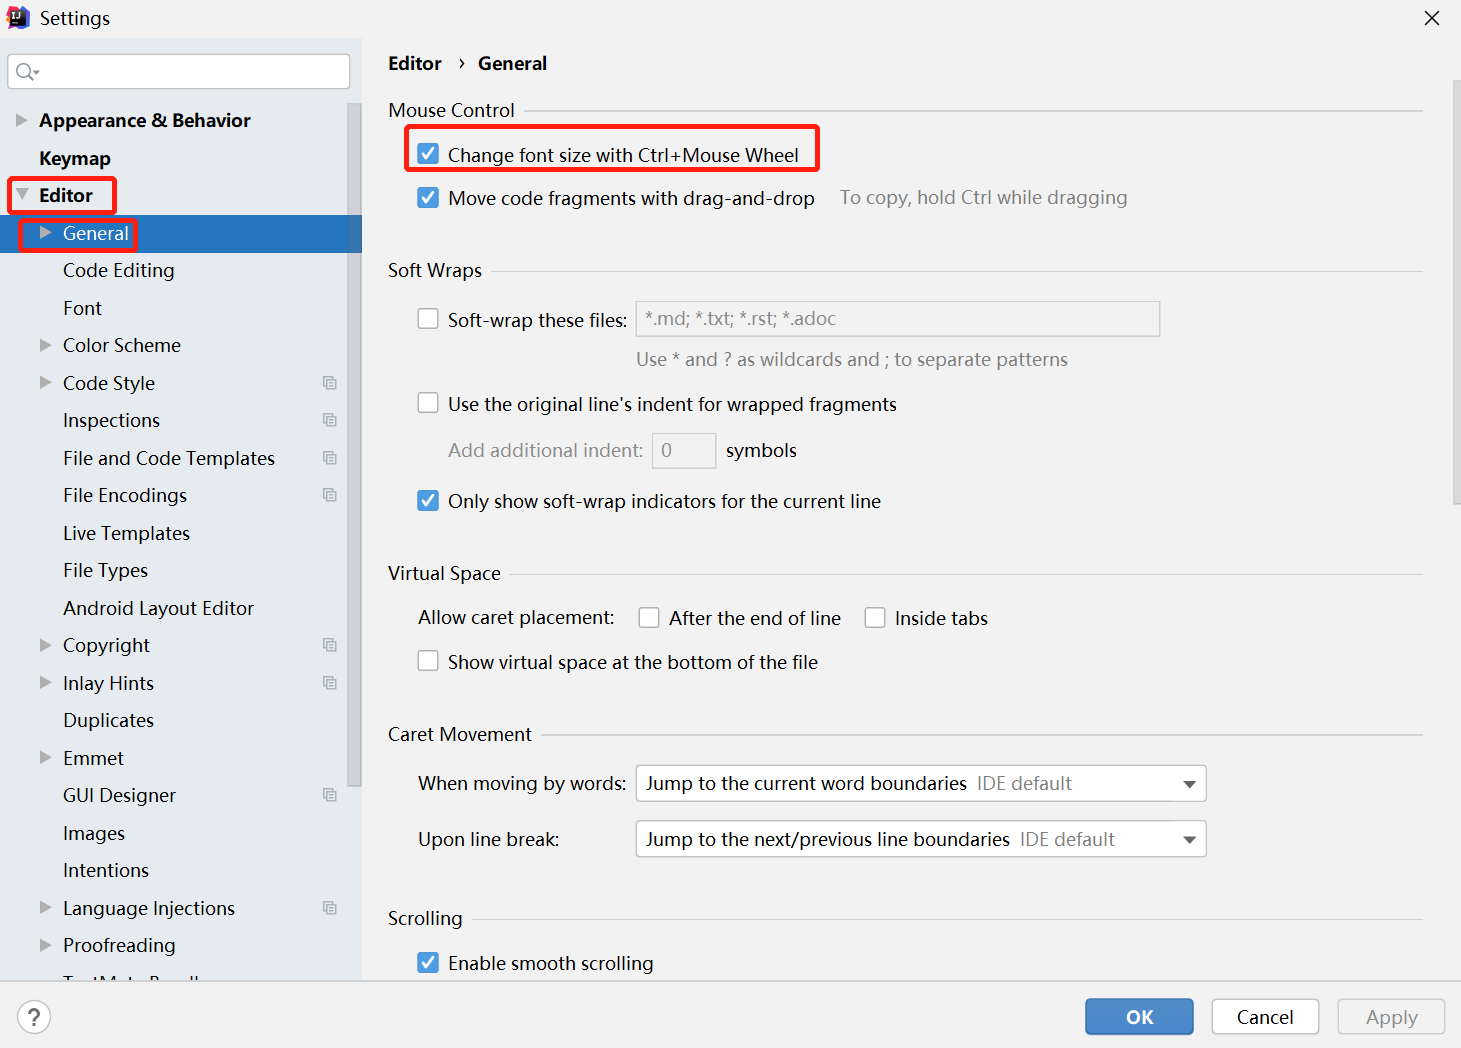 Settings
Appearance & Behavior
Keymap
Editor
General
Code Editing
Font
Color Scheme
Code Style
Inspections
File and Code Templates
File Encodings
Live Templates
File Types
Android Layout Editor
Copyright
Inlay Hints
Duplicates
Emmet
GUI Designer
Images
Intentions
Language Injections
Proofreading
Editor › General
Mouse Control
Change font size with Ctrl+Mouse Wheel
Move code fragments with drag-and-drop To copy, hold Ctrl while dragging
Soft Wraps
Soft-wrap these files: *.md; *.txt; *.rst; *.adoc
Use * and ? as wildcards and ; to separate patterns
Use the original line's indent for wrapped fragments
Add additional indent: 0 symbols
Only show soft-wrap indicators for the current line
Virtual Space
Allow caret placement: After the end of line Inside tabs
Show virtual space at the bottom of the file
Caret Movement
When moving by words: Jump to the current word boundaries IDE default
Upon line break: Jump to the next/previous line boundaries IDE default
Scrolling
Enable smooth scrolling
?
OK Cancel Apply